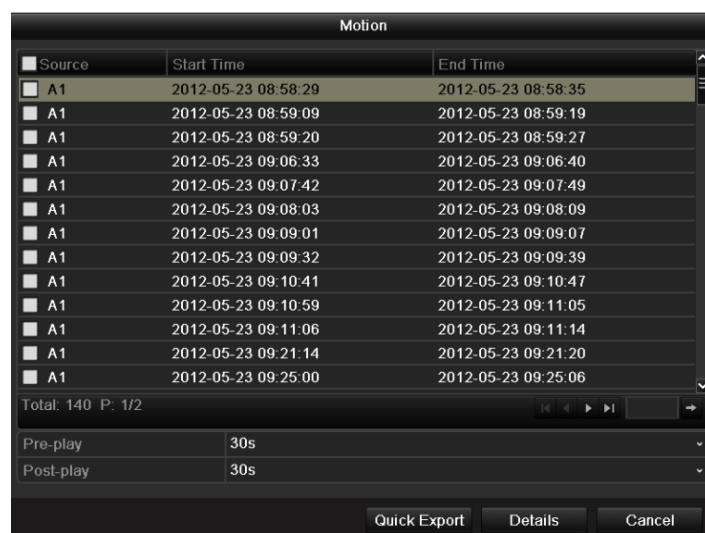 Motion
Source Start Time End Time
A1 2012-05-23 08:58:29 2012-05-23 08:58:35
A1 2012-05-23 08:59:09 2012-05-23 08:59:19
A1 2012-05-23 08:59:20 2012-05-23 08:59:27
A1 2012-05-23 09:06:33 2012-05-23 09:06:40
A1 2012-05-23 09:07:42 2012-05-23 09:07:49
A1 2012-05-23 09:08:03 2012-05-23 09:08:09
A1 2012-05-23 09:09:01 2012-05-23 09:09:07
A1 2012-05-23 09:09:32 2012-05-23 09:09:39
A1 2012-05-23 09:10:41 2012-05-23 09:10:47
A1 2012-05-23 09:10:59 2012-05-23 09:11:05
A1 2012-05-23 09:11:06 2012-05-23 09:11:14
A1 2012-05-23 09:21:14 2012-05-23 09:21:20
A1 2012-05-23 09:25:00 2012-05-23 09:25:06
Total: 140 P: 1/2
Pre-play 30s
Post-play 30s
Quick Export Details Cancel